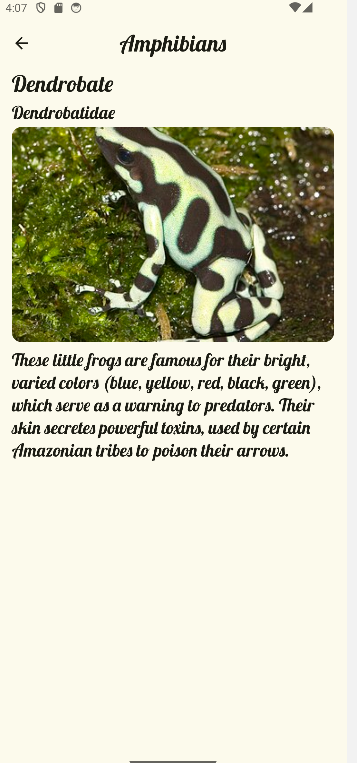 4:07
Amphibians
Dendrobate
Dendrobatidae
These little frogs are famous for their bright,
varied colors (blue, yellow, red, black, green),
which serve as a warning to predators. Their
skin secretes powerful toxins, used by certain
Amazonian tribes to poison their arrows.